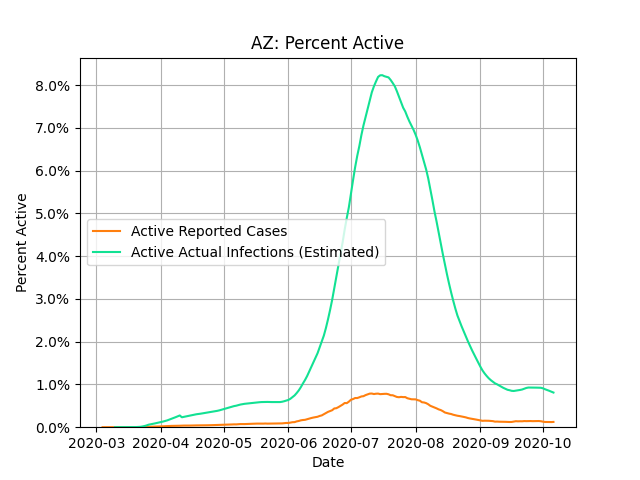 AZ: Percent Active
8.0%
7.0%
6.0%
5.0%
4.0%
3.0%
2.0%
1.0%
0.0%
Percent Active
Active Reported Cases
Active Actual Infections (Estimated)
2020-03 2020-04 2020-05 2020-06 2020-07 2020-08 2020-09 2020-10
Date